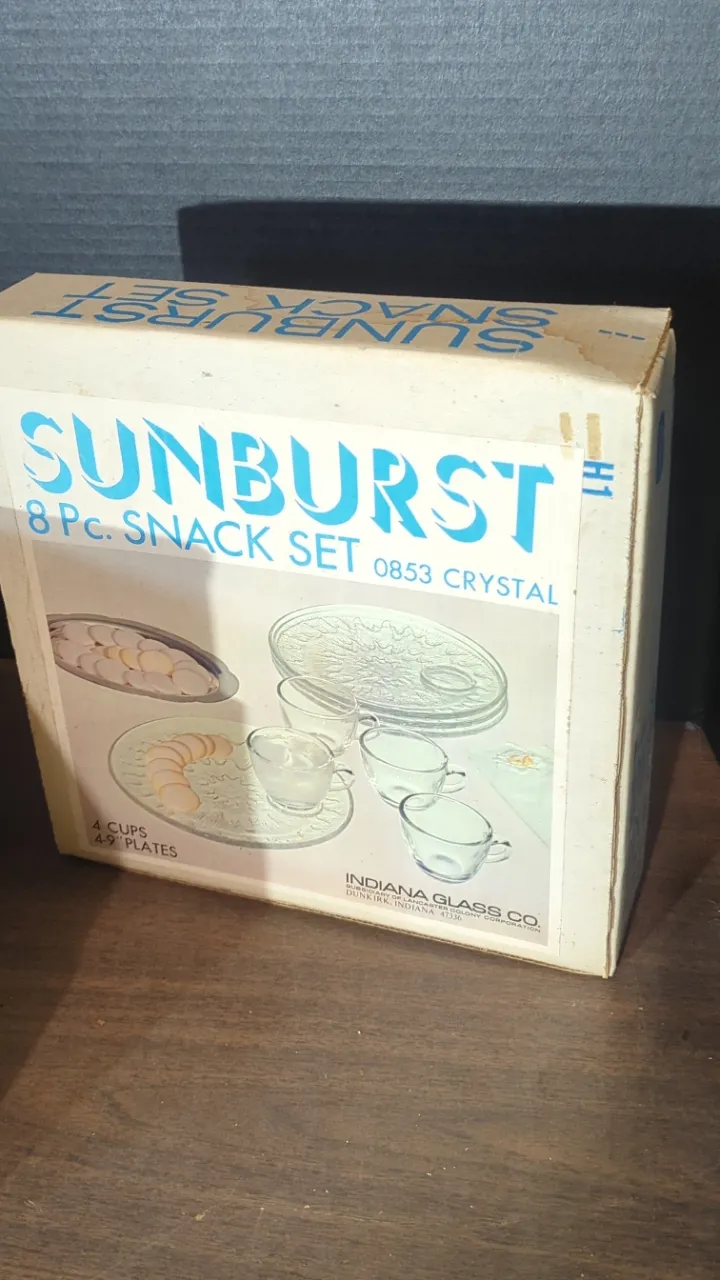 SUNBURST
SNACK SET
SUNBURST
8 Pc. SNACK SET 0853 CRYSTAL
H1
4 CUPS
4-9" PLATES
INDIANA GLASS CO.
SUBSIDIARY OF LANCASTER COLONY CORPORATION
DUNKIRK, INDIANA 47336